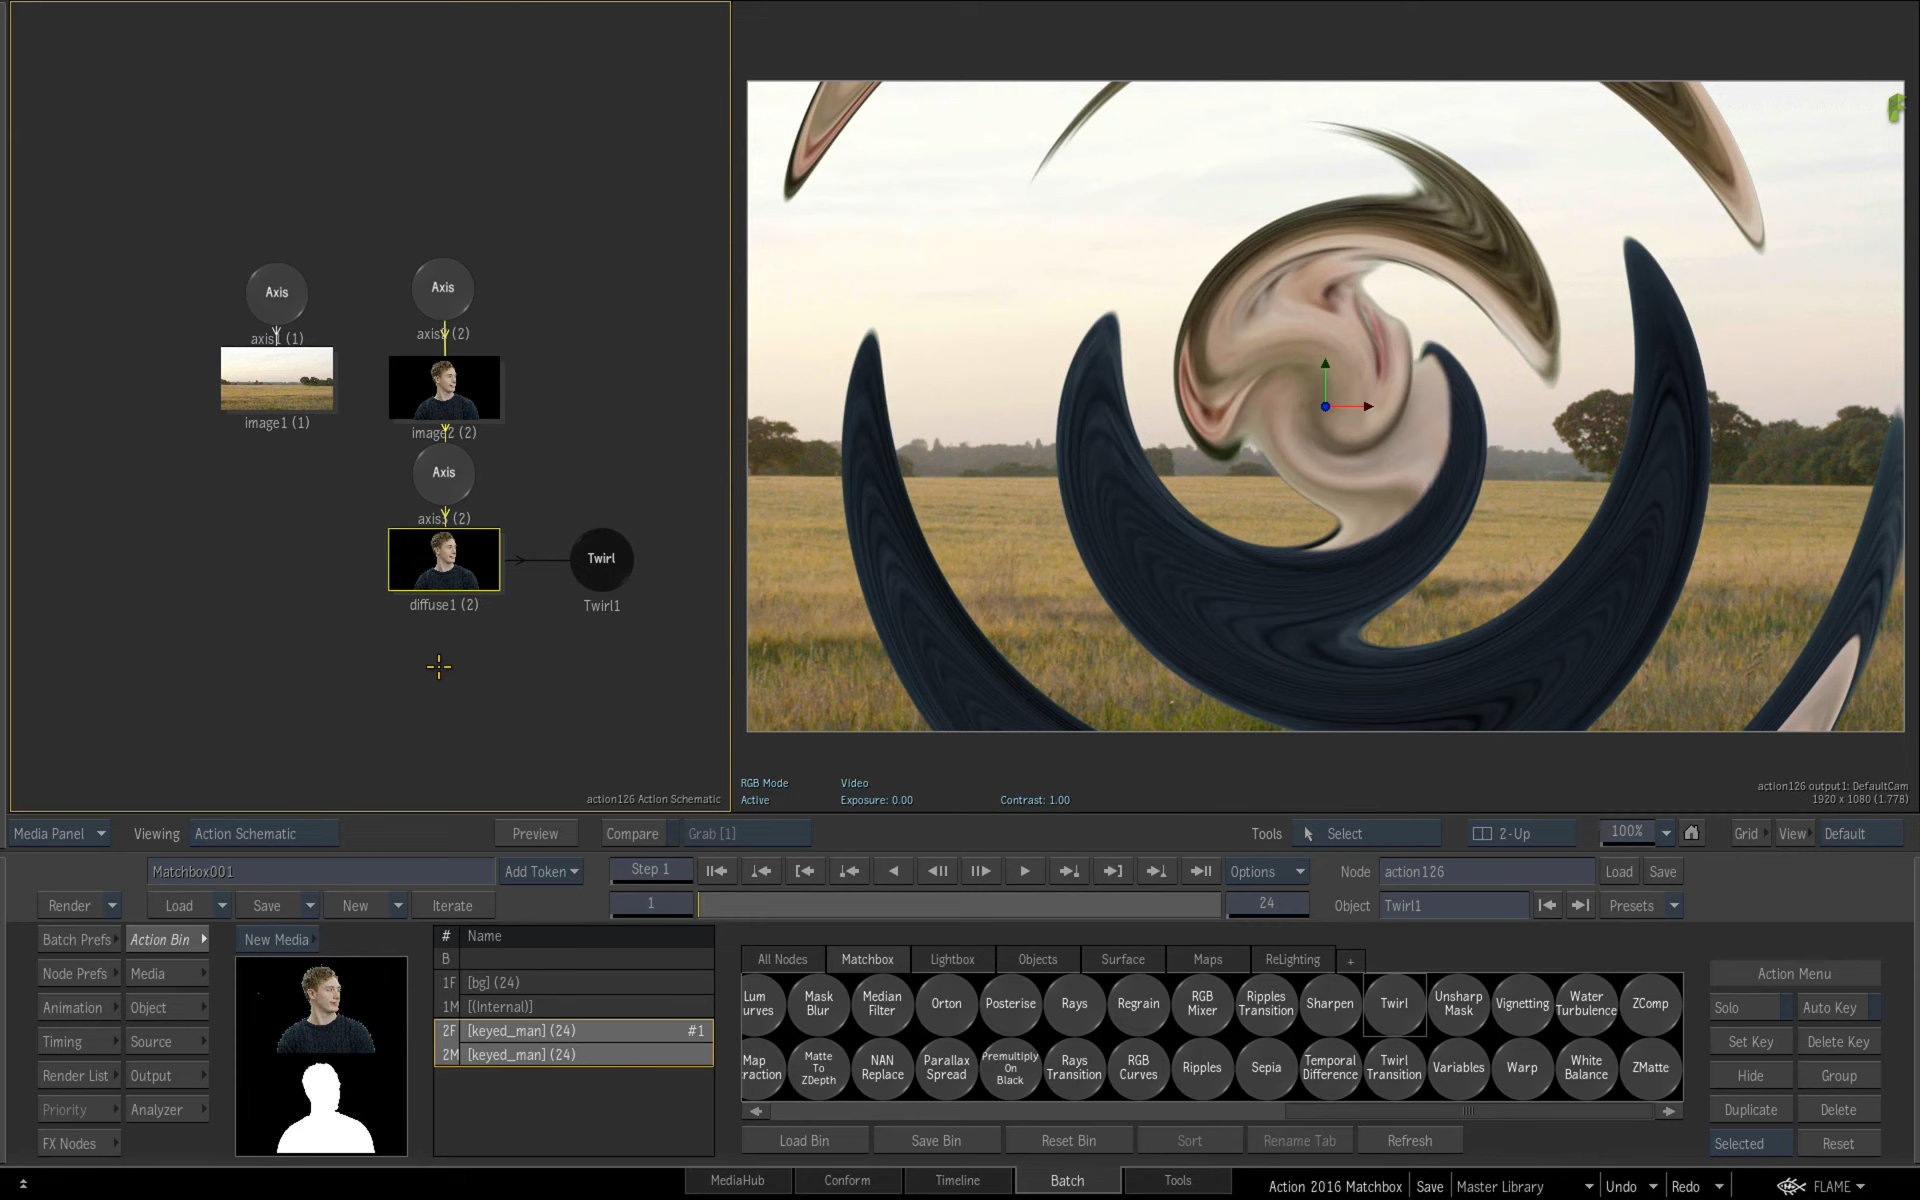 Axis
axis1 (1)
image1 (1)
Axis
(2)
image2 (2)
Axis
axis3 (2)
diffuse1 (2)
Twirl
Twirl1
action126 Action Schematic
RGB Mode
Active
Video
Exposure: 0.00
Contrast: 1.00
action126 output1: DefaultCam
1920 x 1080 (1.778)
Media Panel
Viewing
Action Schematic
Preview
Compare
Grab [1]
Tools
Select
2-Up
100%
Grid
View
Default
Matchbox001
Add Token
Step 1
Options
Node
action126
Load
Save
Render
Load
Save
New
Iterate
1
24
Object
Twirl1
Presets
Batch Prefs
Action Bin
New Media
Node Prefs
Media
Animation
Object
Timing
Source
Render List
Output
Priority
Analyzer
FX Nodes
# Name
B
1F [bg] (24)
1M [(Internal)]
2F [keyed_man] (24) #1
2M [keyed_man] (24)
All Nodes
Matchbox
Lightbox
Objects
Surface
Maps
ReLighting
+
Lum
urves
Mask
Blur
Median
Filter
Orton
Posterise
Rays
Regrain
RGB
Mixer
Ripples
Transition
Sharpen
Twirl
Unsharp
Mask
Vignetting
Water
Turbulence
ZComp
Map
raction
Matte
To
ZDepth
NAN
Replace
Parallax
Spread
Premultiply
On
Black
Rays
Transition
RGB
Curves
Ripples
Sepia
Temporal
Difference
Twirl
Transition
Variables
Warp
White
Balance
ZMatte
Load Bin
Save Bin
Reset Bin
Sort
Rename Tab
Refresh
Action Menu
Solo
Auto Key
Set Key
Delete Key
Hide
Group
Duplicate
Delete
Selected
Reset
MediaHub
Conform
Timeline
Batch
Tools
Action 2016 Matchbox
Save
Master Library
Undo
Redo
FLAME